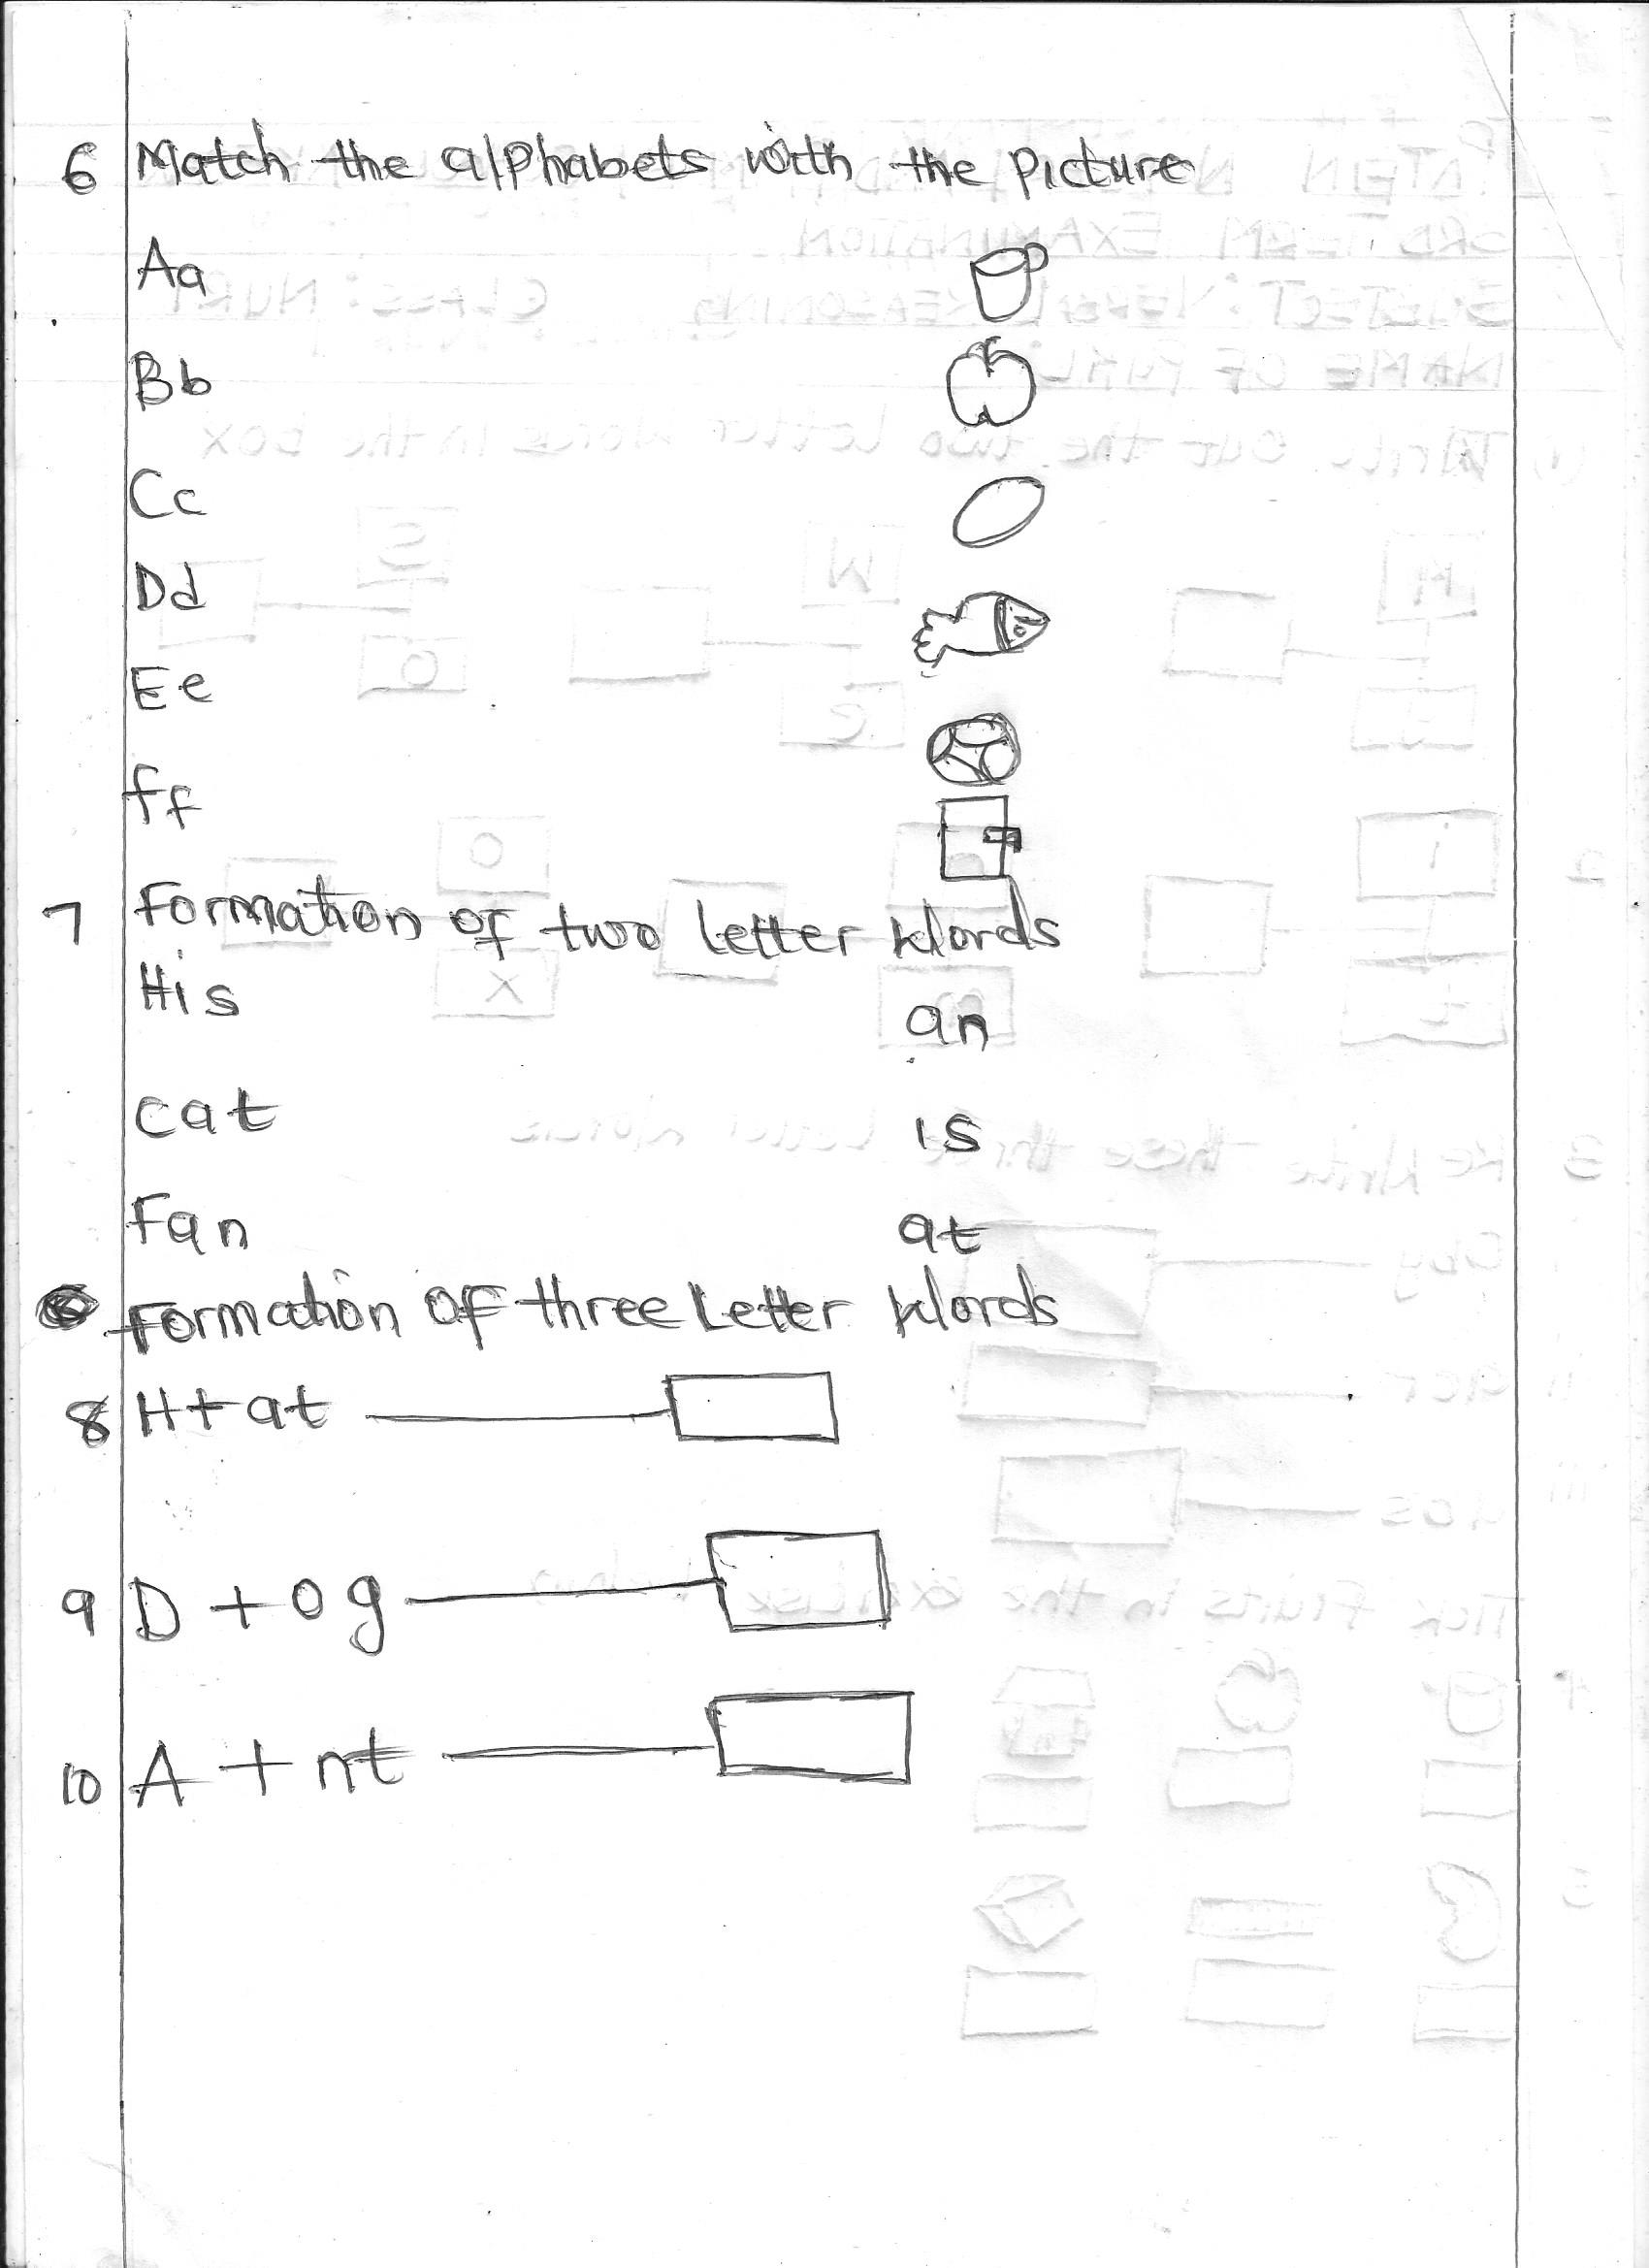 6 Match the alphabets with the Picture
Aa
Bb
Cc
Dd
Ee
ff
7 Formation of two letter Words
His an
cat is
Fan at
Formation of three Letter Words
8 H+at
9 D+og
10 A+nt